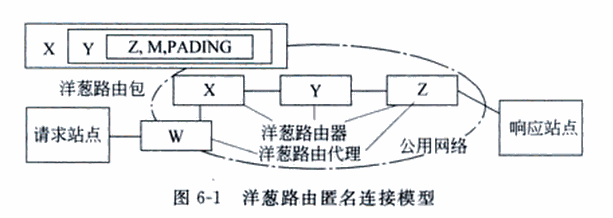 X Y Z, M,PADING
洋葱路由包
X Y Z
请求站点
W
洋葱路由器
洋葱路由代理
公用网络
响应站点
图 6-1 洋葱路由匿名连接模型